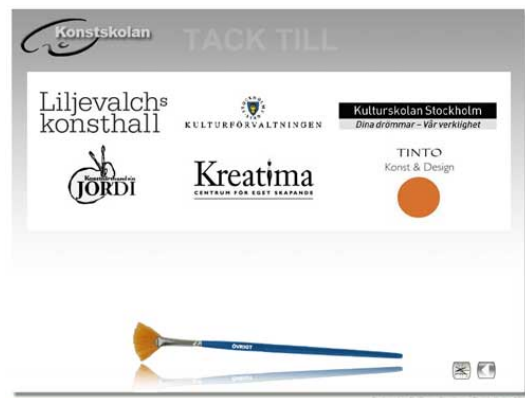 Konstskolan
TACK TILL
Liljevalchs
konsthall
KULTURFÖRVALTNINGEN
Kulturskolan Stockholm
Dina drömmar – Vår verklighet
JORDI
Kreatima
CENTRUM FÖR EGET SKAPANDE
TINTO
Konst & Design
ÖVRIGT